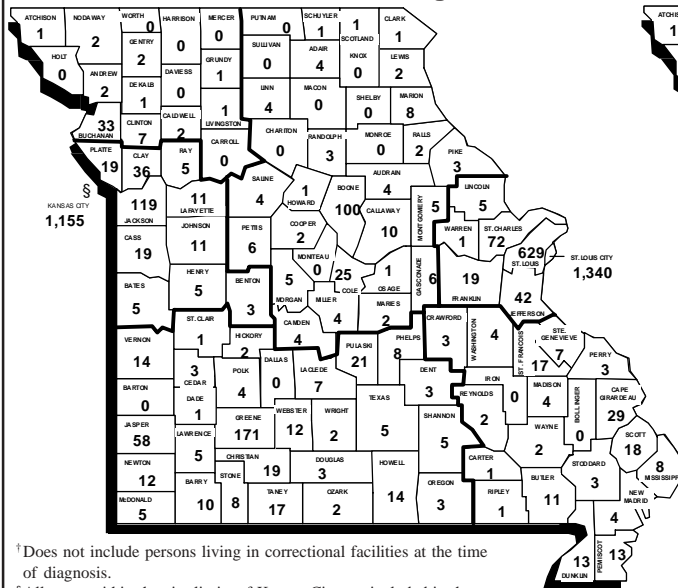 ATCHISON NODAWAY WORTH HARRISON MERCER PUTNAM SCHUYLER SCOTLAND CLARK
1 2 0 0 0 0 1 1 1
HOLT ANDREW GENTRY DE KALB DAVIESS GRUNDY SULLIVAN ADAIR KNOX LEWIS
0 2 2 1 0 1 0 4 0 2
BUCHANAN CLINTON CALDWELL LIVINGSTON LINN MACON SHELBY MARION
33 7 2 1 4 0 0 8
PLATTE CLAY RAY CARROLL CHARITON RANDOLPH MONROE RALLS PIKE
19 36 5 0 0 3 0 2 3
§
KANSAS CITY
1,155
JACKSON LAFAYETTE SALINE HOWARD BOONE AUDRAIN CALLAWAY MONTGOMERY LINCOLN
119 11 4 1 100 4 10 5 5
WARREN ST. CHARLES ST. LOUIS
1 72 629
ST. LOUIS CITY
1,340
CASS JOHNSON PETTIS COOPER MONITEAU COLE OSAGE GASCONADE FRANKLIN JEFFERSON
19 11 6 2 0 25 1 6 19 42
BATES HENRY BENTON MORGAN MILLER MARIES
5 5 3 5 4 2
VERNON ST. CLAIR HICKORY CAMDEN PULASKI PHELPS CRAWFORD WASHINGTON ST. FRANCOIS STE. GENEVIEVE PERRY
14 1 2 4 21 8 3 4 17 7 3
BARTON CEDAR POLK DALLAS LACLEDE DENT IRON MADISON BOLLINGER CAPE GIRARDEAU
0 3 4 0 7 3 0 4 0 29
JASPER DADE GREENE WEBSTER WRIGHT TEXAS SHANNON REYNOLDS WAYNE SCOTT
58 1 171 12 2 5 5 2 2 18
NEWTON LAWRENCE CHRISTIAN DOUGLAS HOWELL CARTER BUTLER STODDARD MISSISSIPPI
12 5 19 3 14 1 11 3 8
McDONALD BARRY STONE TANEY OZARK OREGON RIPLEY NEW MADRID
5 10 8 17 2 3 1 4
DUNKLIN PEMISCOT
13 13
ATCHIS
1
†Does not include persons living in correctional facilities at the time
of diagnosis.